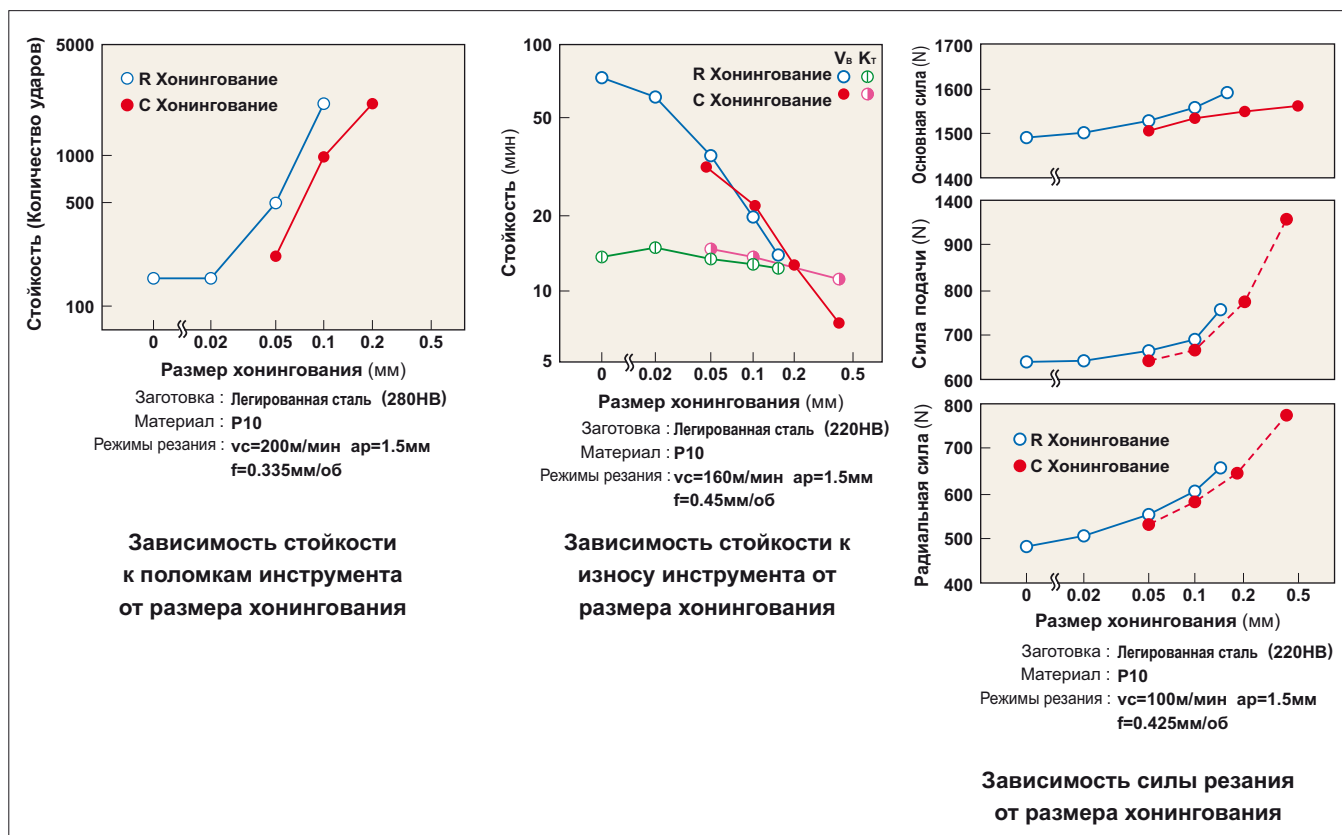 Стойкость (Количество ударов)
5000
1000
500
100
R Хонингование
C Хонингование
0
0.02
0.05
0.1
0.2
0.5
Размер хонингования (мм)
Заготовка : Легированная сталь (280HB)
Материал : P10
Режимы резания : vc=200м/мин ap=1.5мм
f=0.335мм/об
Зависимость стойкости
к поломкам инструмента
от размера хонингования
Стойкость (мин)
100
50
20
10
5
VB KT
R Хонингование
C Хонингование
0
0.02
0.05
0.1
0.2
0.5
Размер хонингования (мм)
Заготовка : Легированная сталь (220HB)
Материал : P10
Режимы резания : vc=160м/мин ap=1.5мм
f=0.45мм/об
Зависимость стойкости к
износу инструмента от
размера хонингования
Основная сила (N)
1700
1600
1500
1400
Сила подачи (N)
1400
900
800
700
600
Радиальная сила (N)
800
700
600
500
400
R Хонингование
C Хонингование
0
0.02
0.05
0.1
0.2
0.5
Размер хонингования (мм)
Заготовка : Легированная сталь (220HB)
Материал : P10
Режимы резания : vc=100м/мин ap=1.5мм
f=0.425мм/об
Зависимость силы резания
от размера хонингования